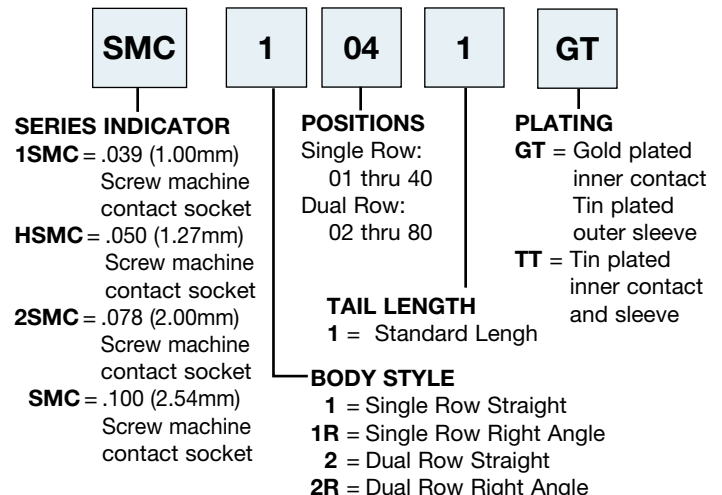 SMC 1 04 1 GT
SERIES INDICATOR
1SMC = .039 (1.00mm)
Screw machine
contact socket
HSMC = .050 (1.27mm)
Screw machine
contact socket
2SMC = .078 (2.00mm)
Screw machine
contact socket
SMC = .100 (2.54mm)
Screw machine
contact socket
POSITIONS
Single Row:
01 thru 40
Dual Row:
02 thru 80
PLATING
GT = Gold plated
inner contact
Tin plated
outer sleeve
TT = Tin plated
inner contact
and sleeve
TAIL LENGTH
1 = Standard Lengh
BODY STYLE
1 = Single Row Straight
1R = Single Row Right Angle
2 = Dual Row Straight
2R = Dual Row Right Angle